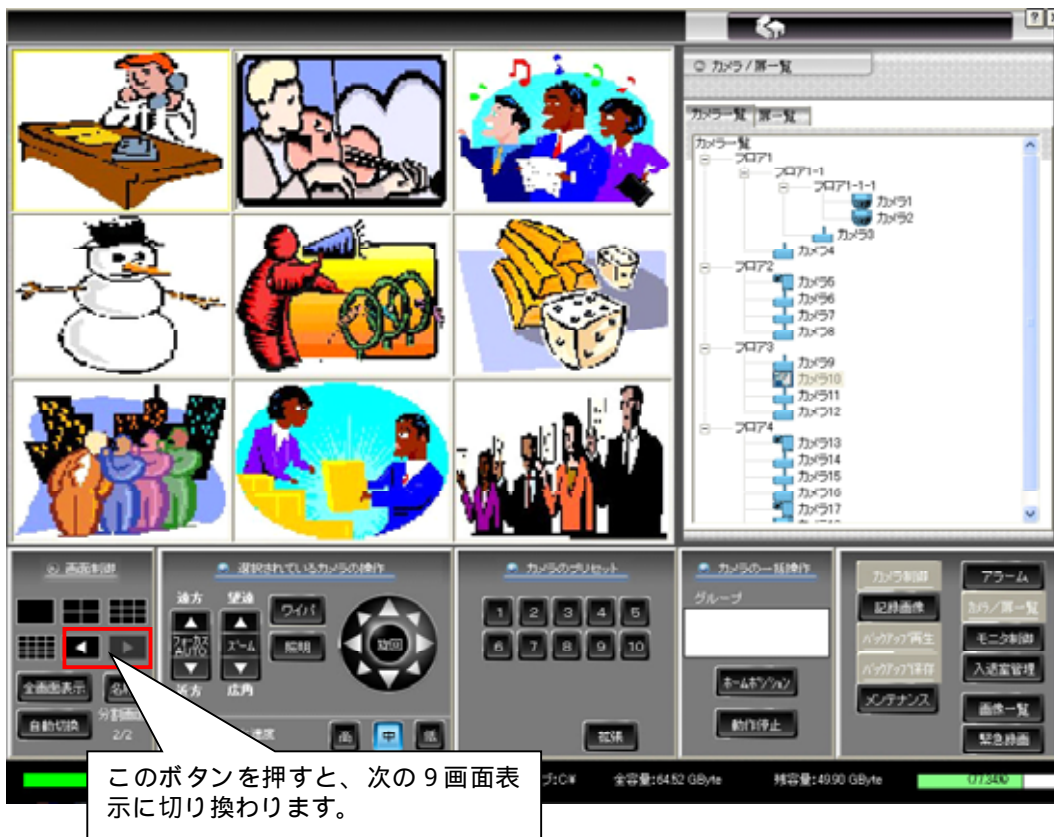 ?
カメラ / 扉一覧
カメラ一覧 扉一覧
カメラ一覧
フロア1
フロア1-1
フロア1-1-1
カメラ1
カメラ2
カメラ3
カメラ4
フロア2
カメラ5
カメラ6
カメラ7
カメラ8
フロア3
カメラ9
カメラ10
カメラ11
カメラ12
フロア4
カメラ13
カメラ14
カメラ15
カメラ16
カメラ17
画面制御
全画面表示
自動切換
2/2
選択されているカメラの操作
遠方 望遠
フォーカス AUTO
ズーム
ワイパ
照明
近方 広角
旋回
速度
高 中 低
カメラのプリセット
1 2 3 4 5
6 7 8 9 10
拡張
カメラの一括操作
グループ
ホームポジション
動作停止
カメラ制御 アラーム
記録画像 カメラ/扉一覧
バックアップ再生 モニタ制御
バックアップ保存 入退室管理
メンテナンス 画像一覧
緊急録画
このボタンを押すと、次の9画面表
示に切り換わります。
ブ:C¥ 全容量:64.52 GByte 残容量:49.90 GByte